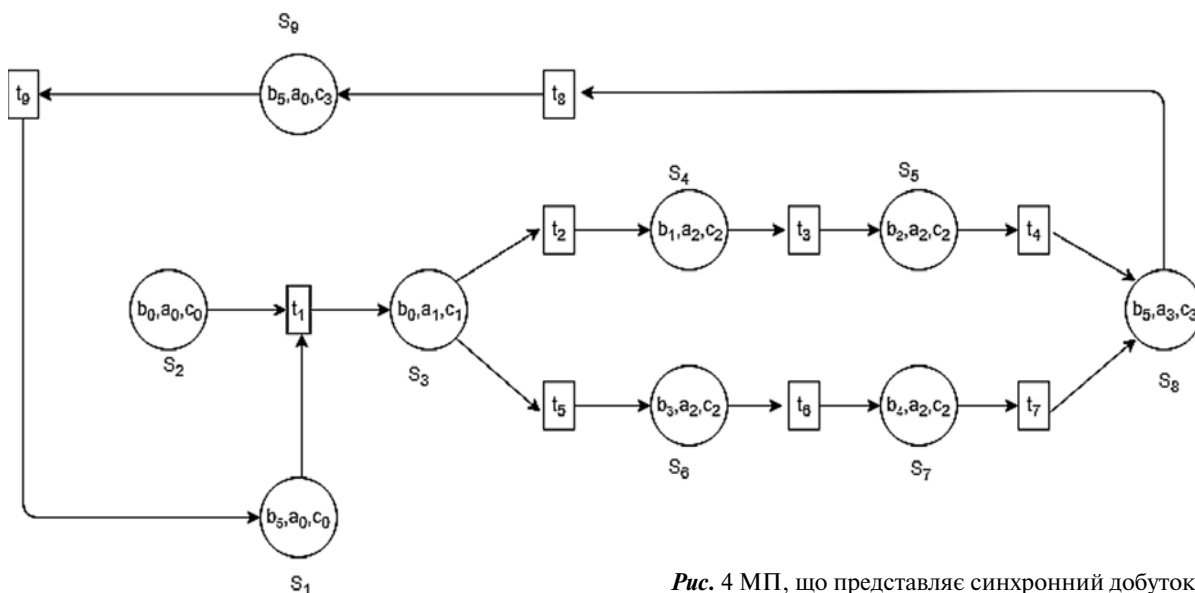 S₉
t₉
b₅,a₀,c₃
t₈
S₄
S₅
t₂
b₁,a₂,c₂
t₃
b₂,a₂,c₂
t₄
b₀,a₀,c₀
t₁
b₀,a₁,c₁
b₅,a₃,c₃
S₂
S₃
S₈
t₅
b₃,a₂,c₂
t₆
b₄,a₂,c₂
t₇
S₆
S₇
b₅,a₀,c₀
S₁
Рис. 4 МП, що представляє синхронний добуток